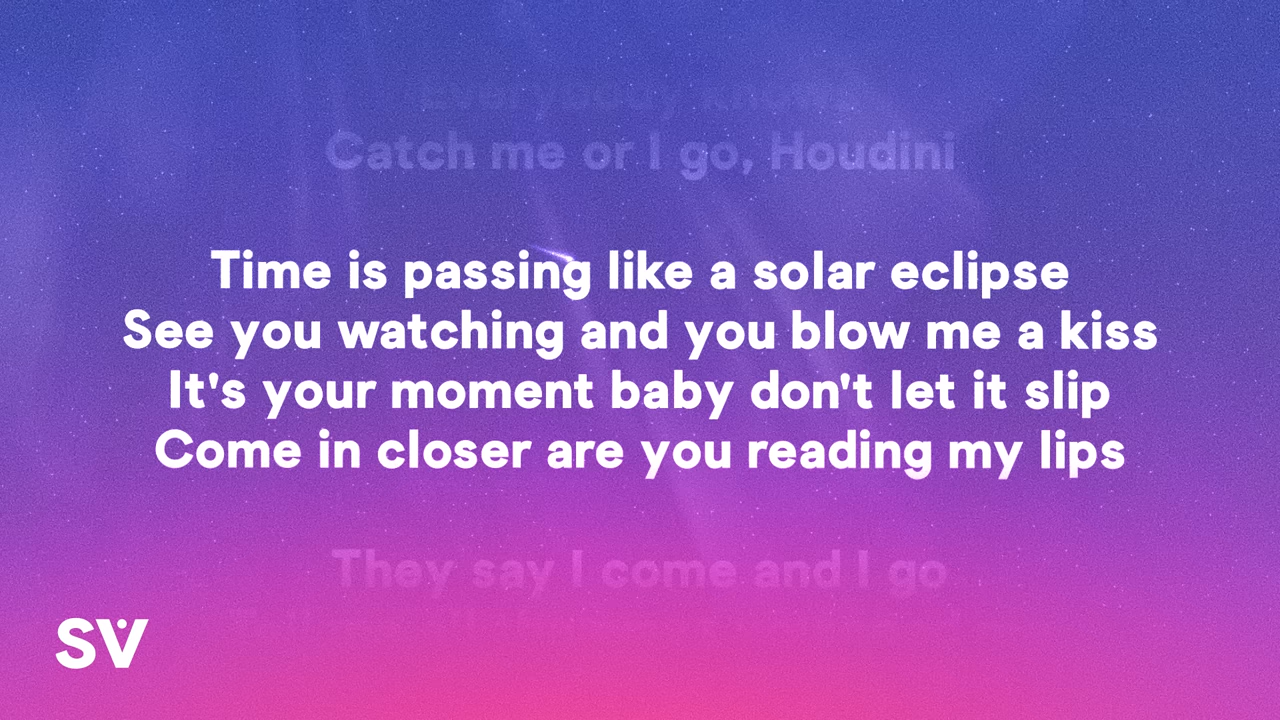 Catch me or I go, Houdini
Time is passing like a solar eclipse
See you watching and you blow me a kiss
It's your moment baby don't let it slip
Come in closer are you reading my lips
They say I come and I go
SV